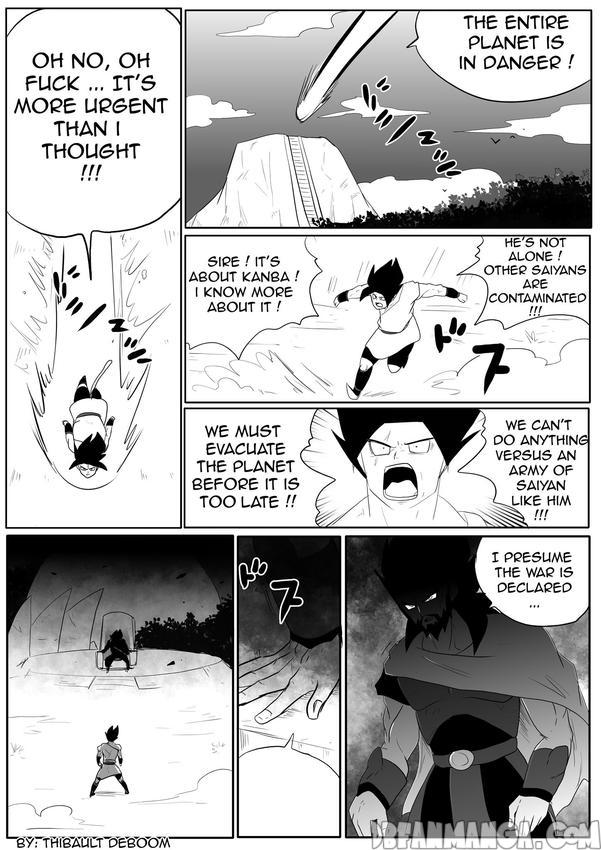 OH NO, OH
FUCK ... IT'S
MORE URGENT
THAN I
THOUGHT
!!!
THE ENTIRE
PLANET IS
IN DANGER !
SIRE ! IT'S
ABOUT KANBA !
I KNOW MORE
ABOUT IT !
HE'S NOT
ALONE !
OTHER SAIYANS
ARE
CONTAMINATED
!!!
ドド
ズ
WE MUST
EVACUATE
THE PLANET
BEFORE IT IS
TOO LATE !!
WE CAN'T
DO ANYTHING
VERSUS AN
ARMY OF
SAIYAN
LIKE HIM
!!!
I PRESUME
THE WAR IS
DECLARED
...
BY: THIBAULT DEBOOM
DBFANMANGA.COM